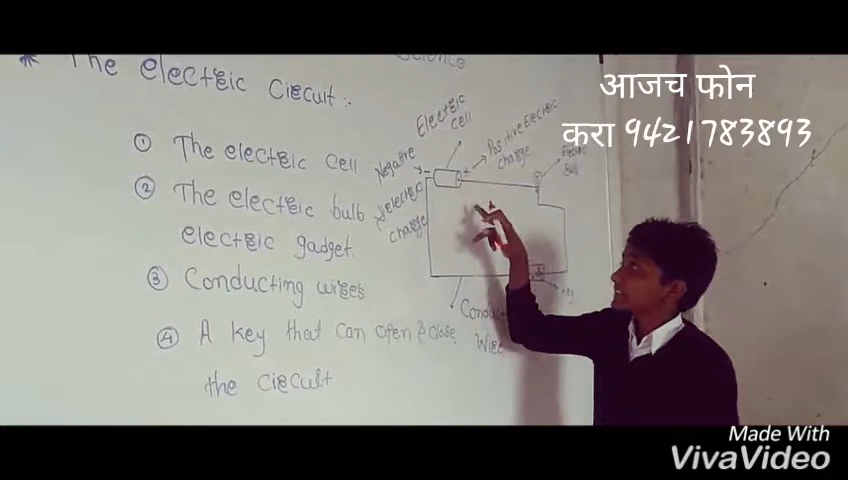 Science
* The electric circuit :-
① The electric cell
② The electric bulb
electric gadget.
③ Conducting wires
④ A key that can open & close
the circuit
Electric
cell
Negative
electric
charge
- +
Positive Electric
charge
Electric
Bulb
Wire
आजच फोन
करा 9421783893
Made With
VivaVideo